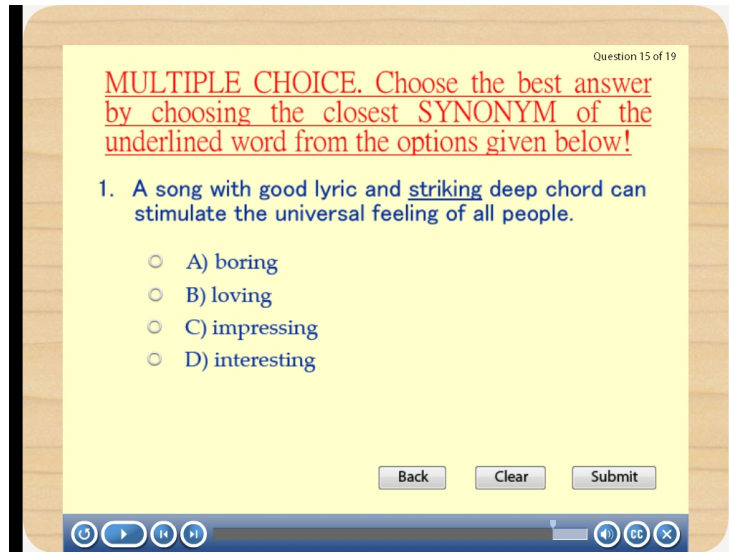 Question 15 of 19
MULTIPLE CHOICE. Choose the best answer
by choosing the closest SYNONYM of the
underlined word from the options given below!
1. A song with good lyric and striking deep chord can
stimulate the universal feeling of all people.
A) boring
B) loving
C) impressing
D) interesting
Back Clear Submit
CC